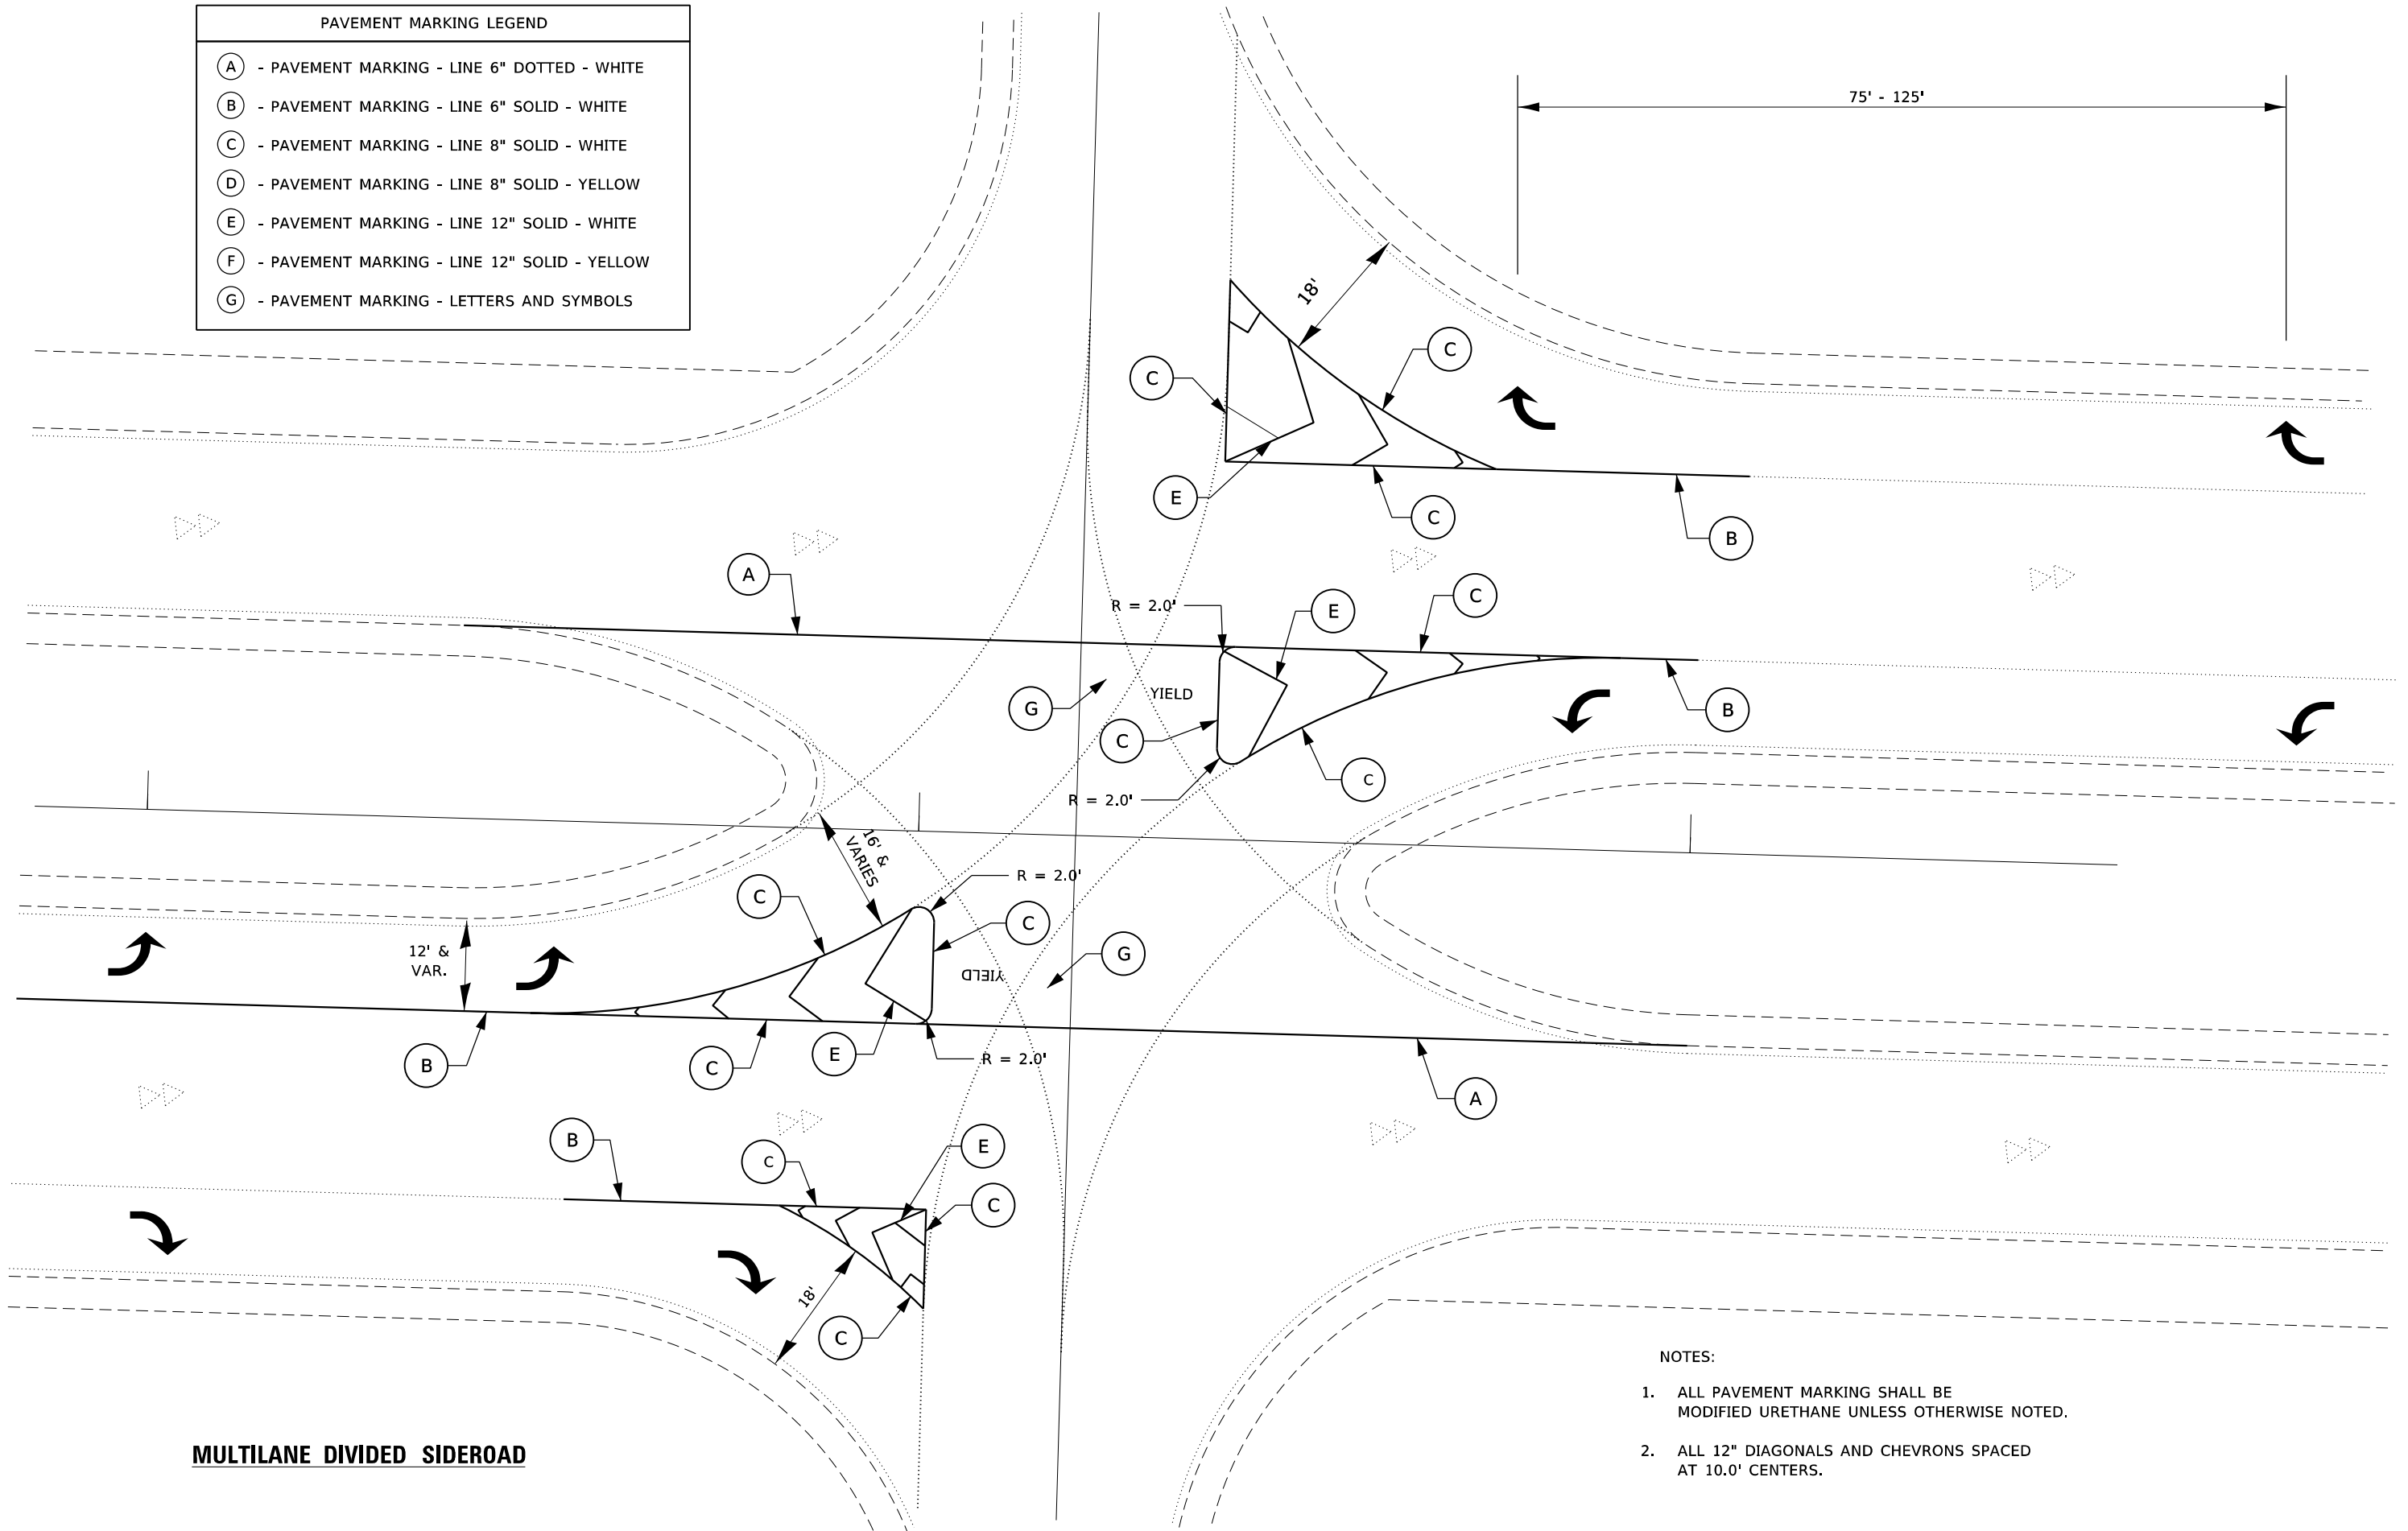 PAVEMENT MARKING LEGEND
A - PAVEMENT MARKING - LINE 6" DOTTED - WHITE
B - PAVEMENT MARKING - LINE 6" SOLID - WHITE
C - PAVEMENT MARKING - LINE 8" SOLID - WHITE
D - PAVEMENT MARKING - LINE 8" SOLID - YELLOW
E - PAVEMENT MARKING - LINE 12" SOLID - WHITE
F - PAVEMENT MARKING - LINE 12" SOLID - YELLOW
G - PAVEMENT MARKING - LETTERS AND SYMBOLS
75' - 125'
18'
C
C
E
C
B
A
R = 2.0'
E
C
G
YIELD
C
B
R = 2.0'
C
16' &
VARIES
R = 2.0'
C
C
12' &
VAR.
YIELD
G
B
C
E
R = 2.0'
A
B
C
E
C
18'
C
NOTES:
1. ALL PAVEMENT MARKING SHALL BE
MODIFIED URETHANE UNLESS OTHERWISE NOTED.
2. ALL 12" DIAGONALS AND CHEVRONS SPACED
AT 10.0' CENTERS.
MULTILANE DIVIDED SIDEROAD